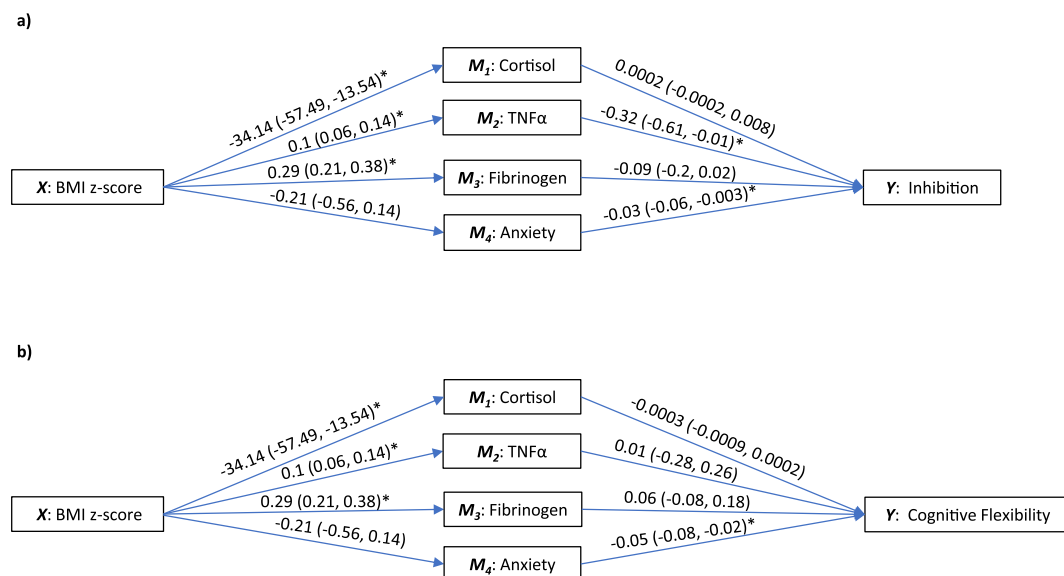 a)
M1: Cortisol
-34.14 (-57.49, -13.54)*
0.0002 (-0.0002, 0.008)
M2: TNFα
0.1 (0.06, 0.14)*
-0.32 (-0.61, -0.01)*
X: BMI z-score
0.29 (0.21, 0.38)*
M3: Fibrinogen
-0.09 (-0.2, 0.02)
Y: Inhibition
-0.21 (-0.56, 0.14)
M4: Anxiety
-0.03 (-0.06, -0.003)*
b)
M1: Cortisol
-34.14 (-57.49, -13.54)*
-0.0003 (-0.0009, 0.0002)
M2: TNFα
0.1 (0.06, 0.14)*
0.01 (-0.28, 0.26)
X: BMI z-score
0.29 (0.21, 0.38)*
M3: Fibrinogen
0.06 (-0.08, 0.18)
Y: Cognitive Flexibility
-0.21 (-0.56, 0.14)
M4: Anxiety
-0.05 (-0.08, -0.02)*